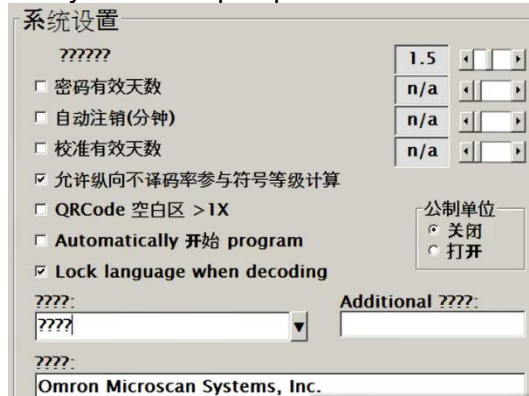 系统设置
?????? 1.5
密码有效天数 n/a
自动注销(分钟) n/a
校准有效天数 n/a
允许纵向不译码率参与符号等级计算
QRCode 空白区 >1X
公制单位
关闭
打开
Automatically 开始 program
Lock language when decoding
????: Additional ????:
????
????:
Omron Microscan Systems, Inc.